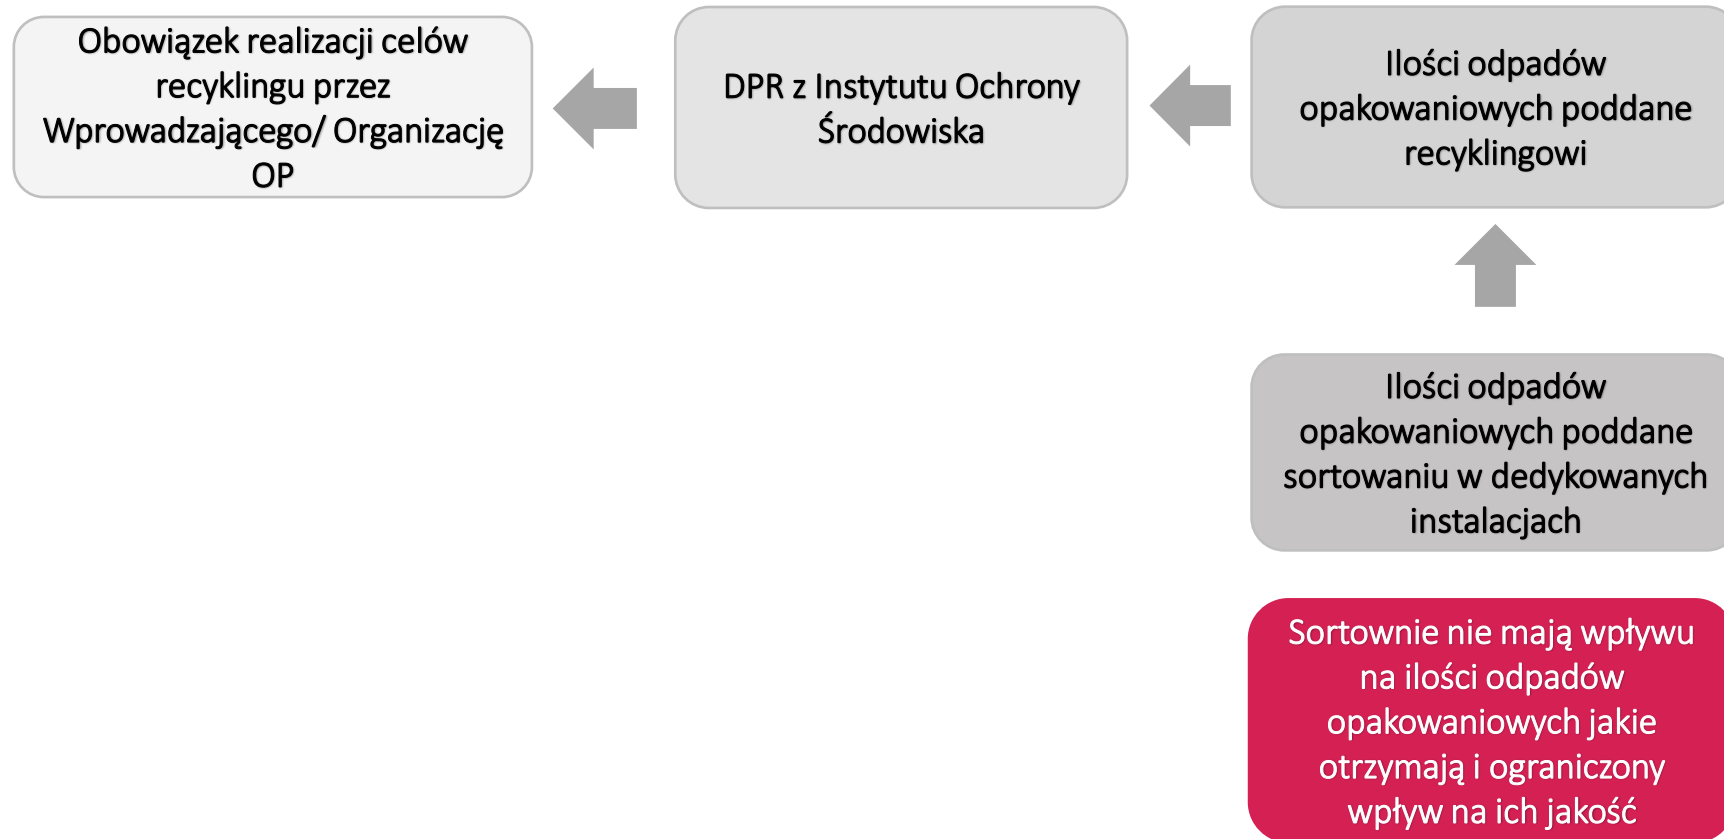 Obowiązek realizacji celów
recyklingu przez
Wprowadzającego/ Organizację
OP
DPR z Instytutu Ochrony
Środowiska
Ilości odpadów
opakowaniowych poddane
recyklingowi
Ilości odpadów
opakowaniowych poddane
sortowaniu w dedykowanych
instalacjach
Sortownie nie mają wpływu
na ilości odpadów
opakowaniowych jakie
otrzymają i ograniczony
wpływ na ich jakość